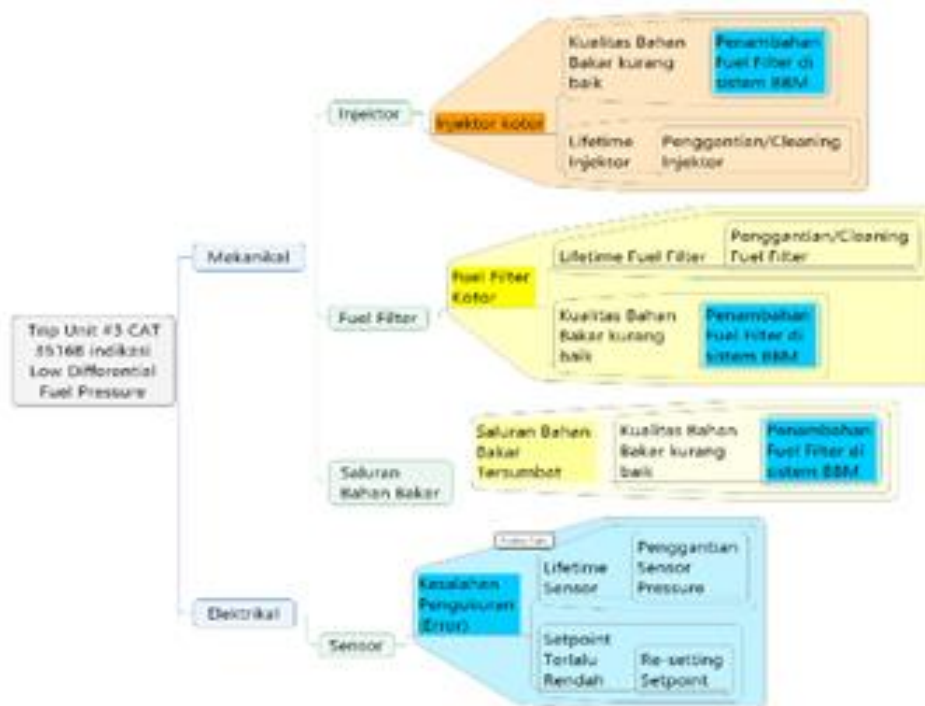 Trip Unit #3 CAT
3516B indikasi
Low Differential
Fuel Pressure
Mekanikal
Injektor
Injektor kotor
Kualitas Bahan
Bakar kurang
baik
Penambahan
Fuel Filter di
sistem BBM
Lifetime
Injektor
Penggantian/Cleaning
Injektor
Fuel Filter
Fuel Filter
Kotor
Lifetime Fuel Filter
Penggantian/Cleaning
Fuel Filter
Kualitas Bahan
Bakar kurang
baik
Penambahan
Fuel Filter di
sistem BBM
Saluran
Bahan Bakar
Saluran Bahan
Bakar
Tersumbat
Kualitas Bahan
Bakar kurang
baik
Penambahan
Fuel Filter di
sistem BBM
Elektrikal
Sensor
Kesalahan
Pengukuran
(Error)
Lifetime
Sensor
Penggantian
Sensor
Pressure
Setpoint
Terlalu
Rendah
Re-setting
Setpoint